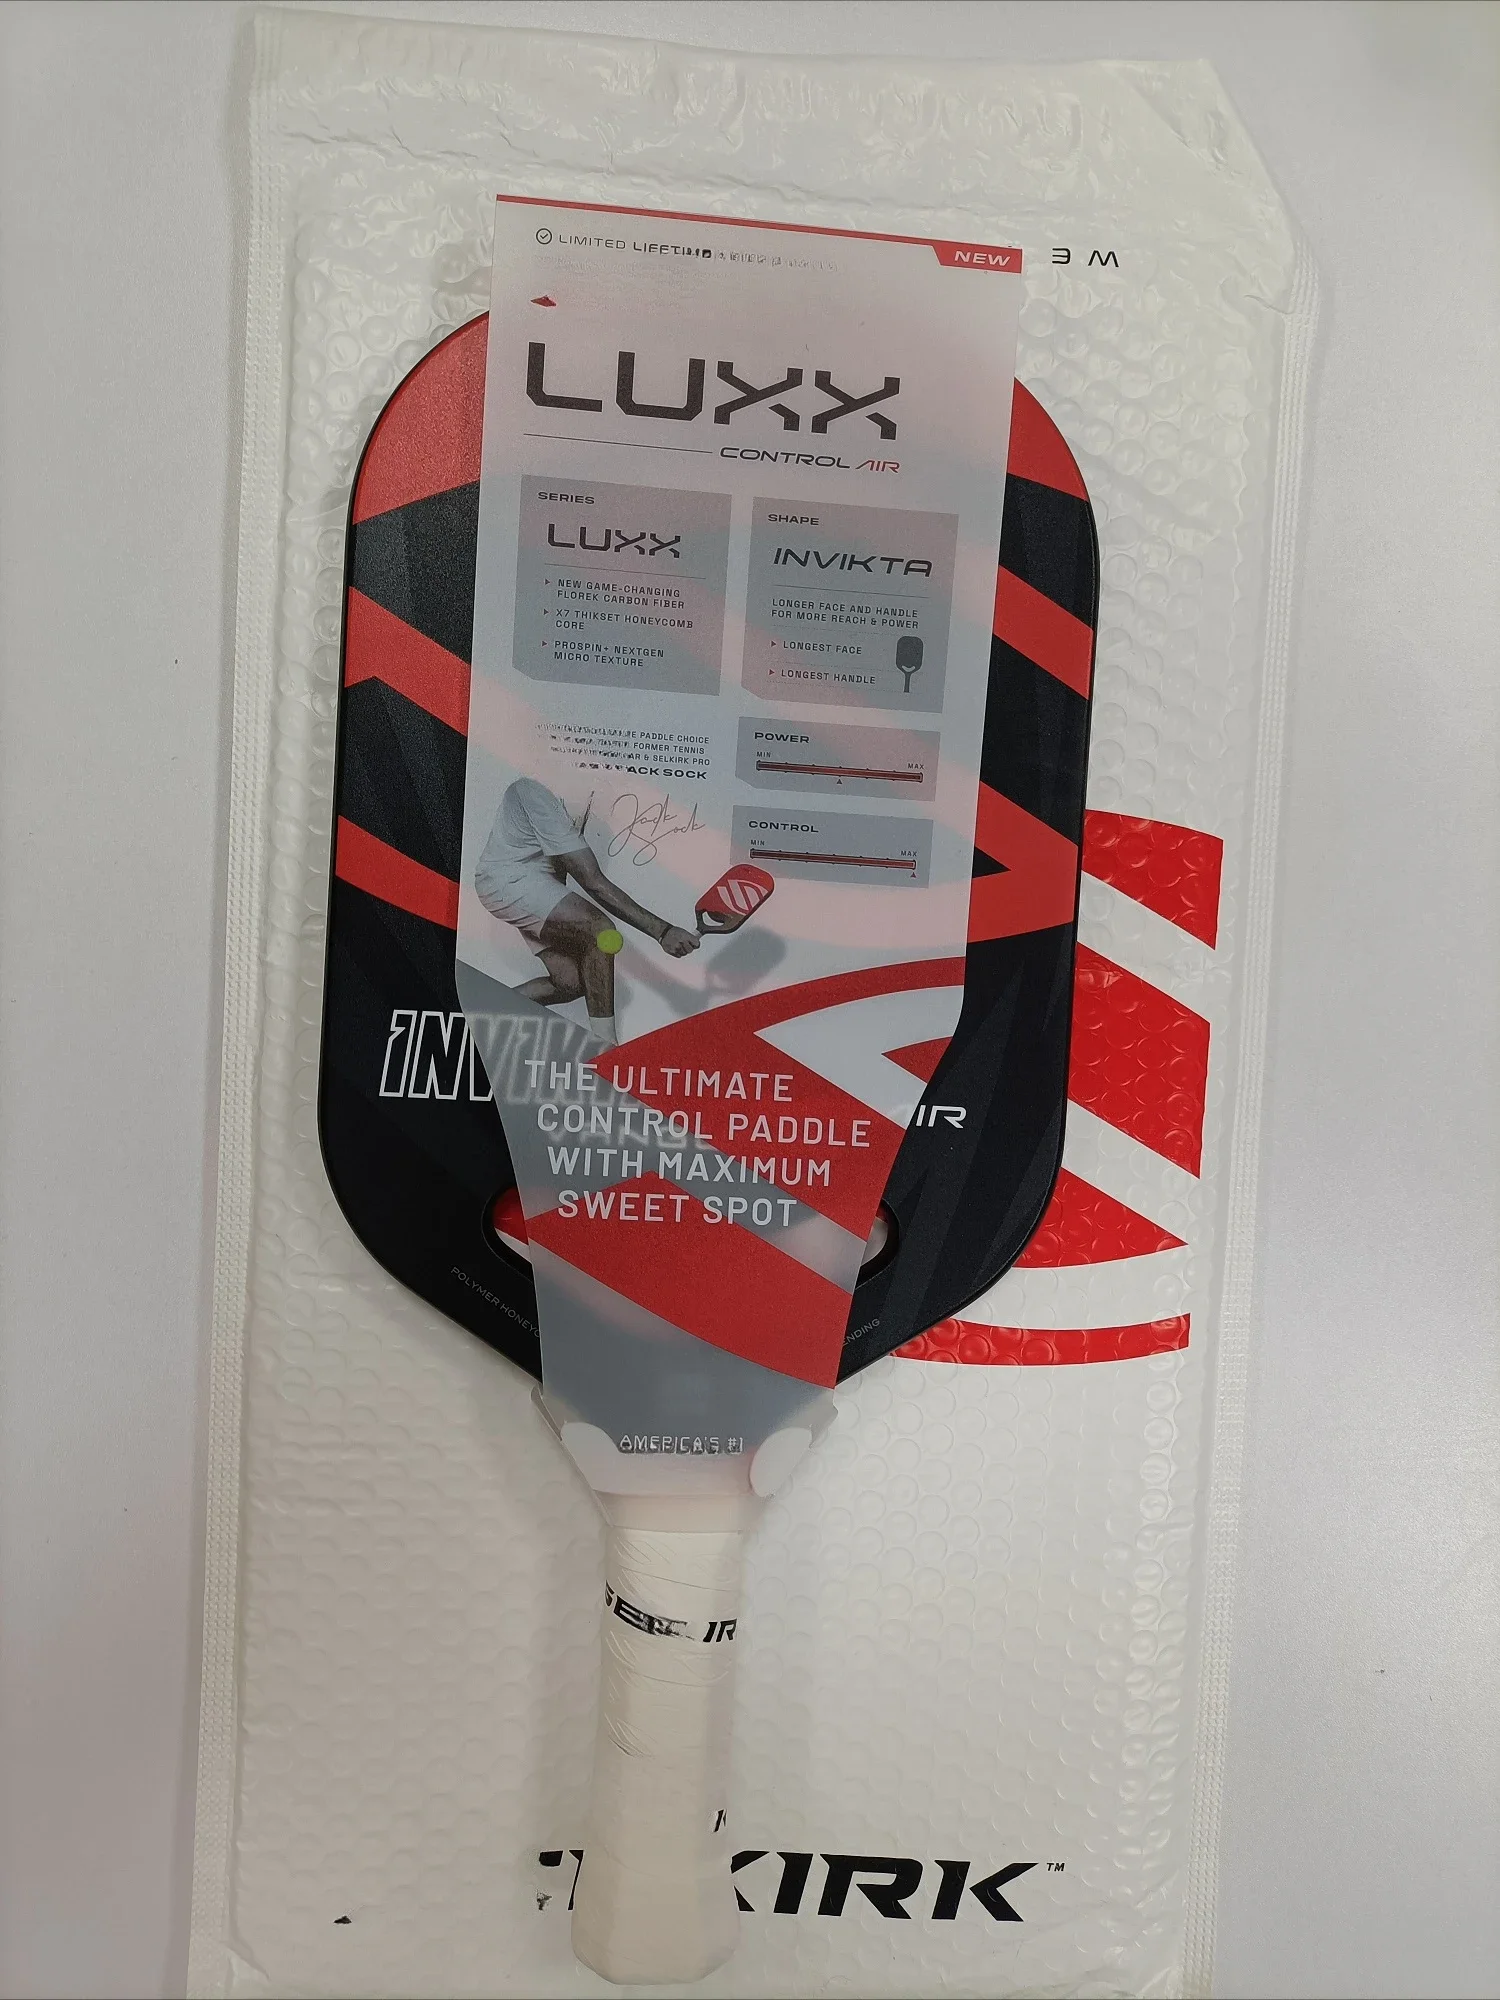 LIMITED
NEW
LUXX
CONTROL AIR
SERIES
LUXX
NEW GAME-CHANGING
FLOREK CARBON FIBER
X7 THIKSET HONEYCOMB
CORE
PROSPIN+ NEXTGEN
MICRO TEXTURE
SHAPE
INVIKTA
LONGER FACE AND HANDLE
FOR MORE REACH & POWER
LONGEST FACE
LONGEST HANDLE
PADDLE CHOICE
FORMER TENNIS
& SELKIRK PRO
SOCK
Jack Sock
POWER
MIN MAX
CONTROL
MIN MAX
AIR
THE ULTIMATE
CONTROL PADDLE
WITH MAXIMUM
SWEET SPOT
POLYMER
AMERICA'S #1